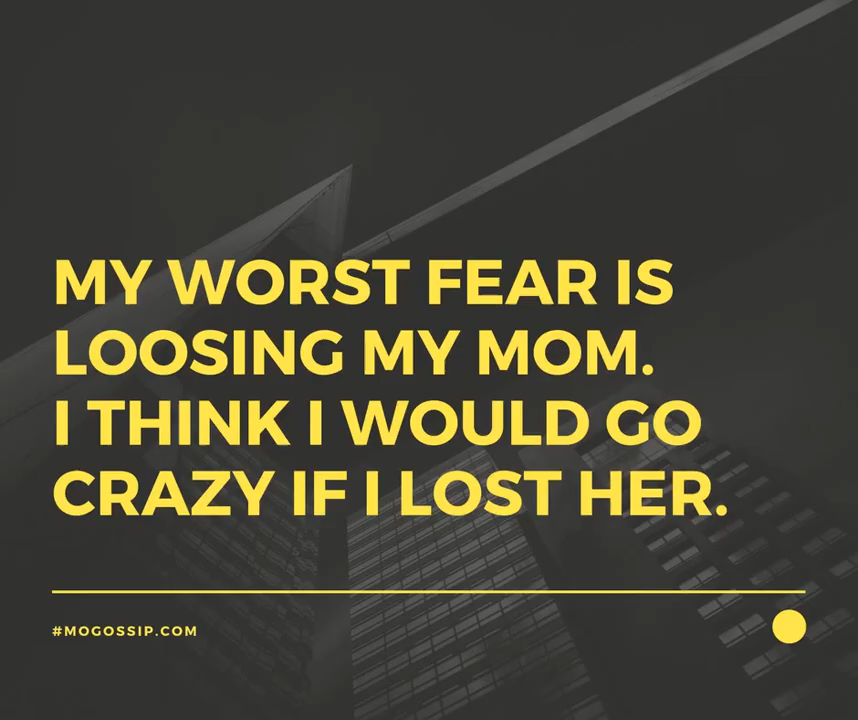 MY WORST FEAR IS
LOOSING MY MOM.
I THINK I WOULD GO
CRAZY IF I LOST HER.
#MOGOSSIP.COM